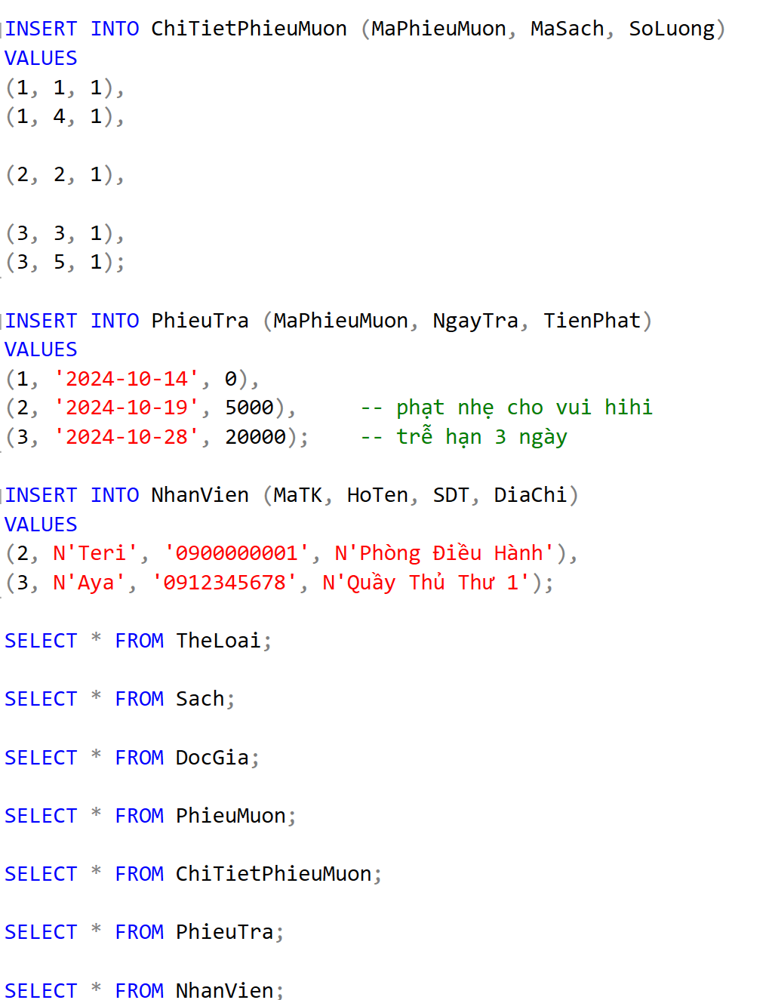 INSERT INTO ChiTietPhieuMuon (MaPhieuMuon, MaSach, SoLuong)
VALUES
(1, 1, 1),
(1, 4, 1),
(2, 2, 1),
(3, 3, 1),
(3, 5, 1);
INSERT INTO PhieuTra (MaPhieuMuon, NgayTra, TienPhat)
VALUES
(1, '2024-10-14', 0),
(2, '2024-10-19', 5000),     -- phạt nhẹ cho vui hihi
(3, '2024-10-28', 20000);    -- trễ hạn 3 ngày
INSERT INTO NhanVien (MaTK, HoTen, SDT, DiaChi)
VALUES
(2, N'Teri', '0900000001', N'Phòng Điều Hành'),
(3, N'Aya', '0912345678', N'Quầy Thủ Thư 1');
SELECT * FROM TheLoai;
SELECT * FROM Sach;
SELECT * FROM DocGia;
SELECT * FROM PhieuMuon;
SELECT * FROM ChiTietPhieuMuon;
SELECT * FROM PhieuTra;
SELECT * FROM NhanVien;